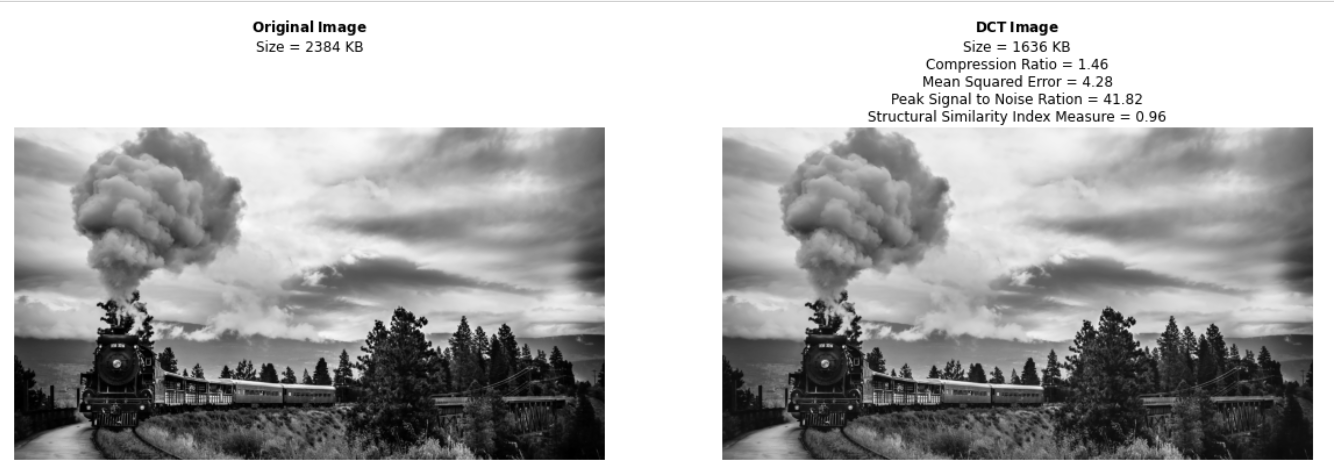 Original Image
Size = 2384 KB
DCT Image
Size = 1636 KB
Compression Ratio = 1.46
Mean Squared Error = 4.28
Peak Signal to Noise Ration = 41.82
Structural Similarity Index Measure = 0.96